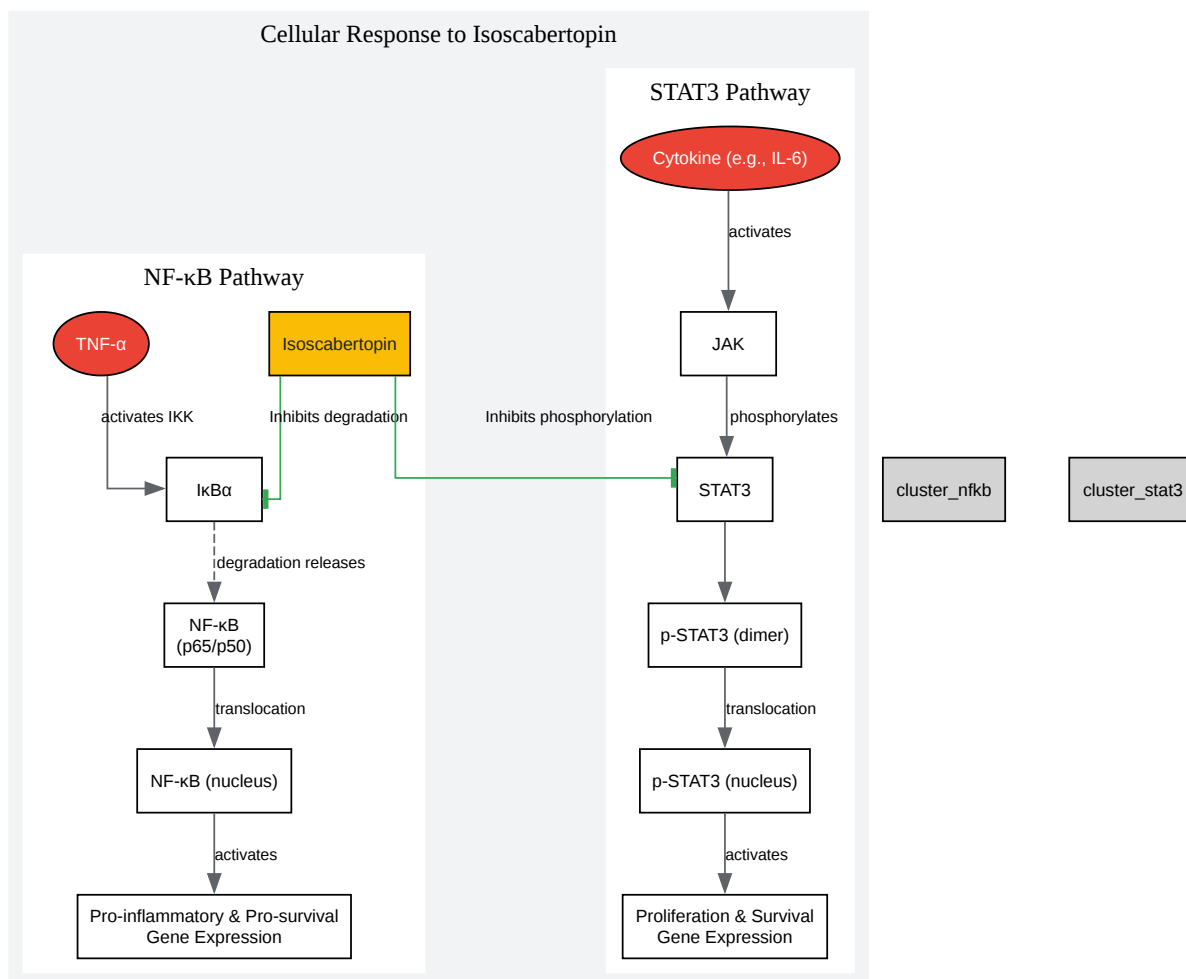 Cellular Response to Isoscabertopin
STAT3 Pathway
Cytokine (e.g., IL-6)
activates
NF-κB Pathway
TNF-α
Isoscabertopin
JAK
activates IKK
Inhibits degradation
Inhibits phosphorylation
phosphorylates
IκBα
STAT3
cluster_nfkb
cluster_stat3
degradation releases
NF-κB
(p65/p50)
p-STAT3 (dimer)
translocation
translocation
NF-κB (nucleus)
p-STAT3 (nucleus)
activates
activates
Pro-inflammatory & Pro-survival
Gene Expression
Proliferation & Survival
Gene Expression